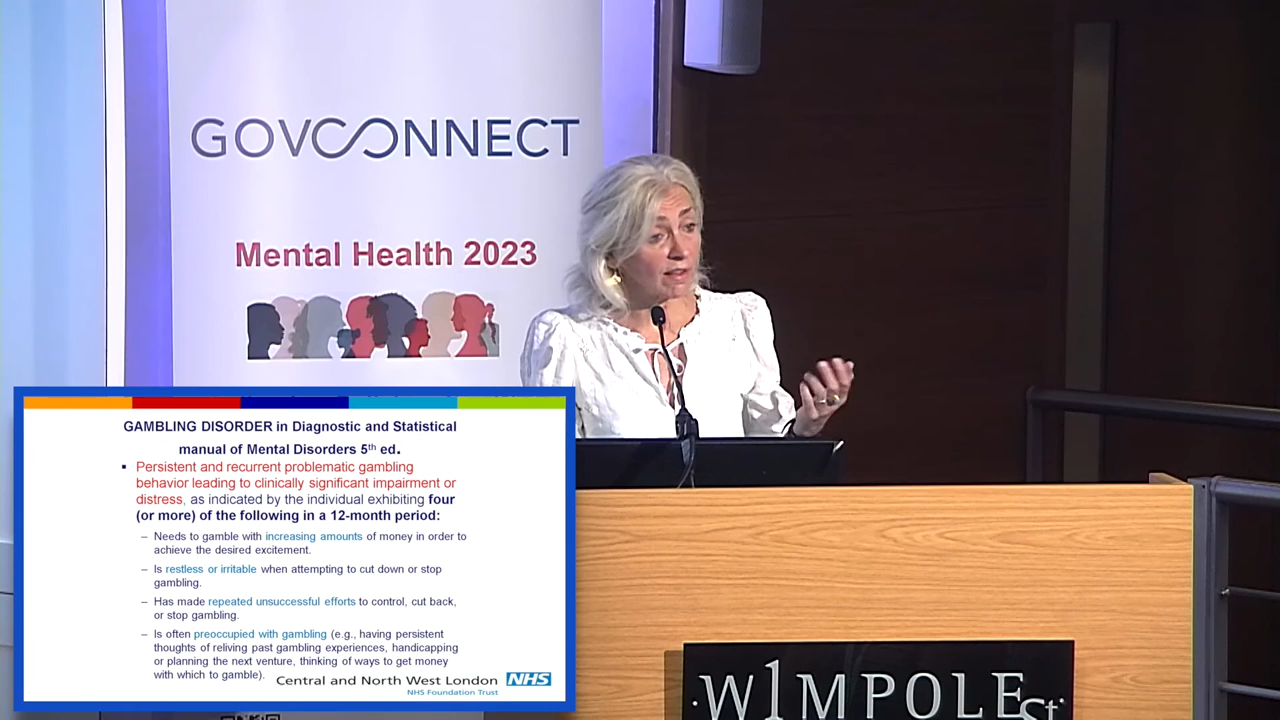 GOVCONNECT
Mental Health 2023
GAMBLING DISORDER in Diagnostic and Statistical
manual of Mental Disorders 5th ed.
▪ Persistent and recurrent problematic gambling
behavior leading to clinically significant impairment or
distress, as indicated by the individual exhibiting four
(or more) of the following in a 12-month period:
– Needs to gamble with increasing amounts of money in order to
achieve the desired excitement.
– Is restless or irritable when attempting to cut down or stop
gambling.
– Has made repeated unsuccessful efforts to control, cut back,
or stop gambling.
– Is often preoccupied with gambling (e.g., having persistent
thoughts of reliving past gambling experiences, handicapping
or planning the next venture, thinking of ways to get money
with which to gamble).
Central and North West London NHS
NHS Foundation Trust
·W1MPOLE St·